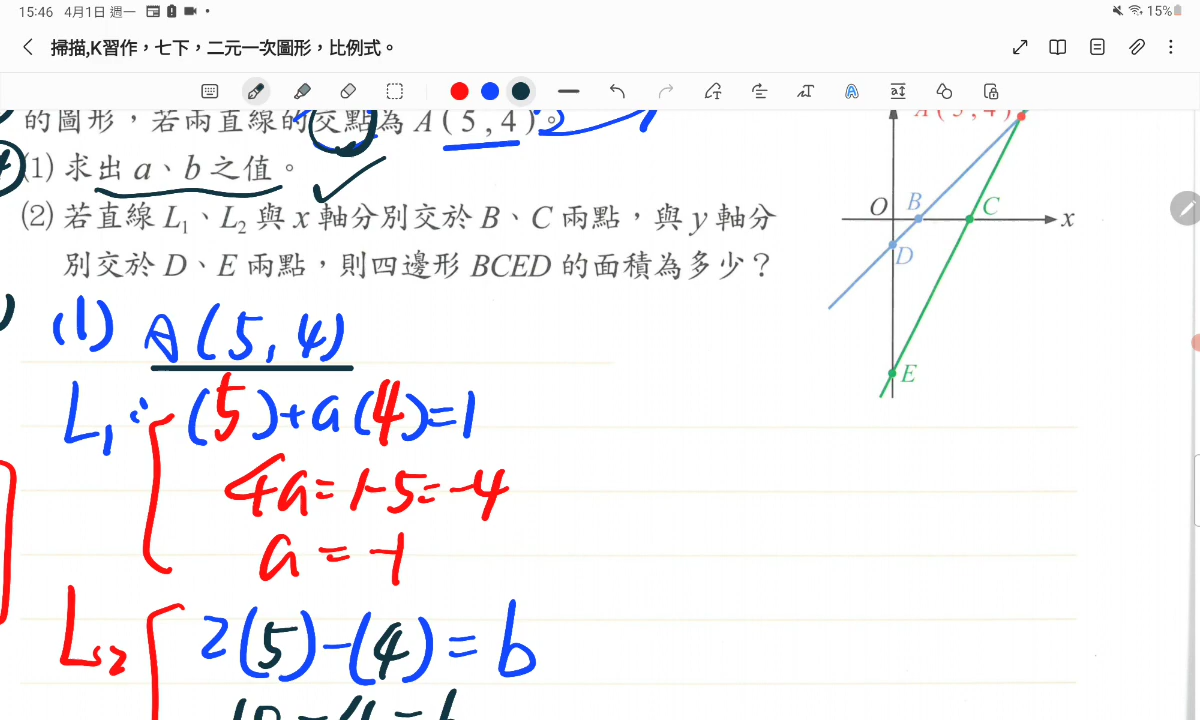 15:46 4月1日 週一 15%
掃描,K習作，七下，二元一次圖形，比例式。
的圖形，若兩直線的交點為 A(5,4)。
(1) 求出 a、b 之值。
(2) 若直線 L₁、L₂ 與 x 軸分別交於 B、C 兩點，與 y 軸分
別交於 D、E 兩點，則四邊形 BCED 的面積為多少？
A(5,4)
O B C x
D
E
(1) A(5,4)
L₁: (5)+a(4)=1
4a=1-5=-4
a=-1
L₂ 2(5)-(4)=b